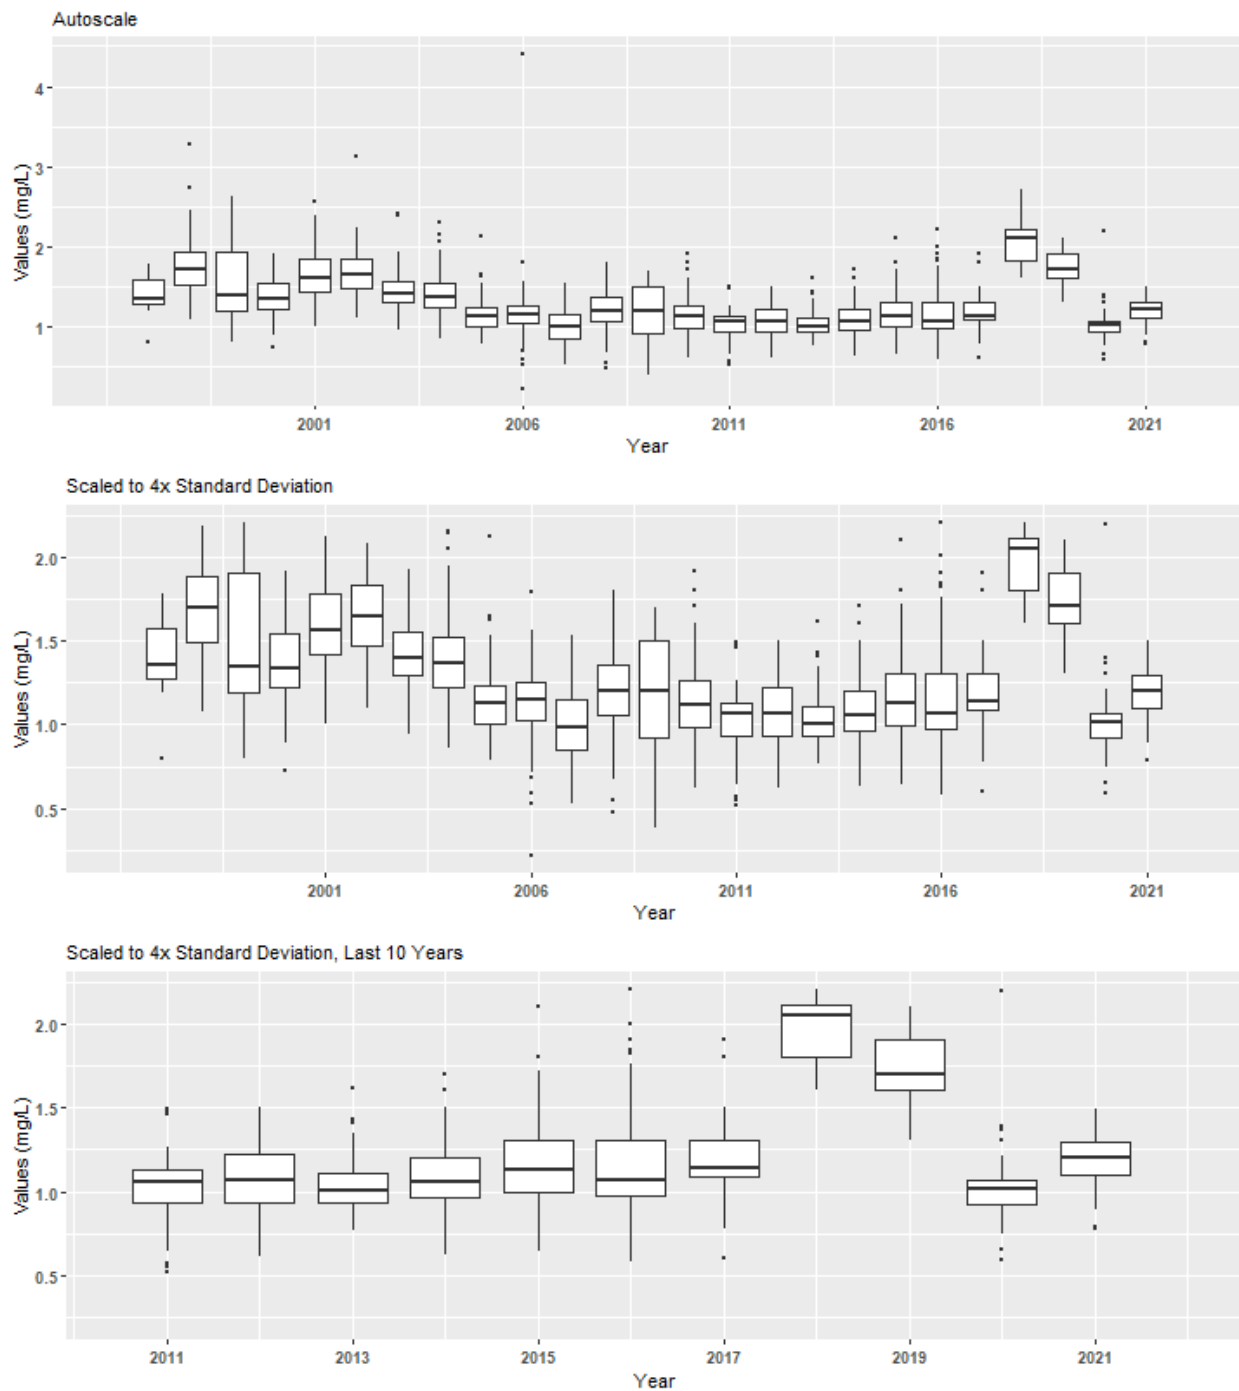 Autoscale
4
3
2
1
Values (mg/L)
2001 2006 2011 2016 2021
Year
Scaled to 4x Standard Deviation
2.0
1.5
1.0
0.5
Values (mg/L)
2001 2006 2011 2016 2021
Year
Scaled to 4x Standard Deviation, Last 10 Years
2.0
1.5
1.0
0.5
Values (mg/L)
2011 2013 2015 2017 2019 2021
Year